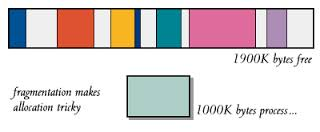 1900K bytes free
fragmentation makes
allocation tricky
1000K bytes process...